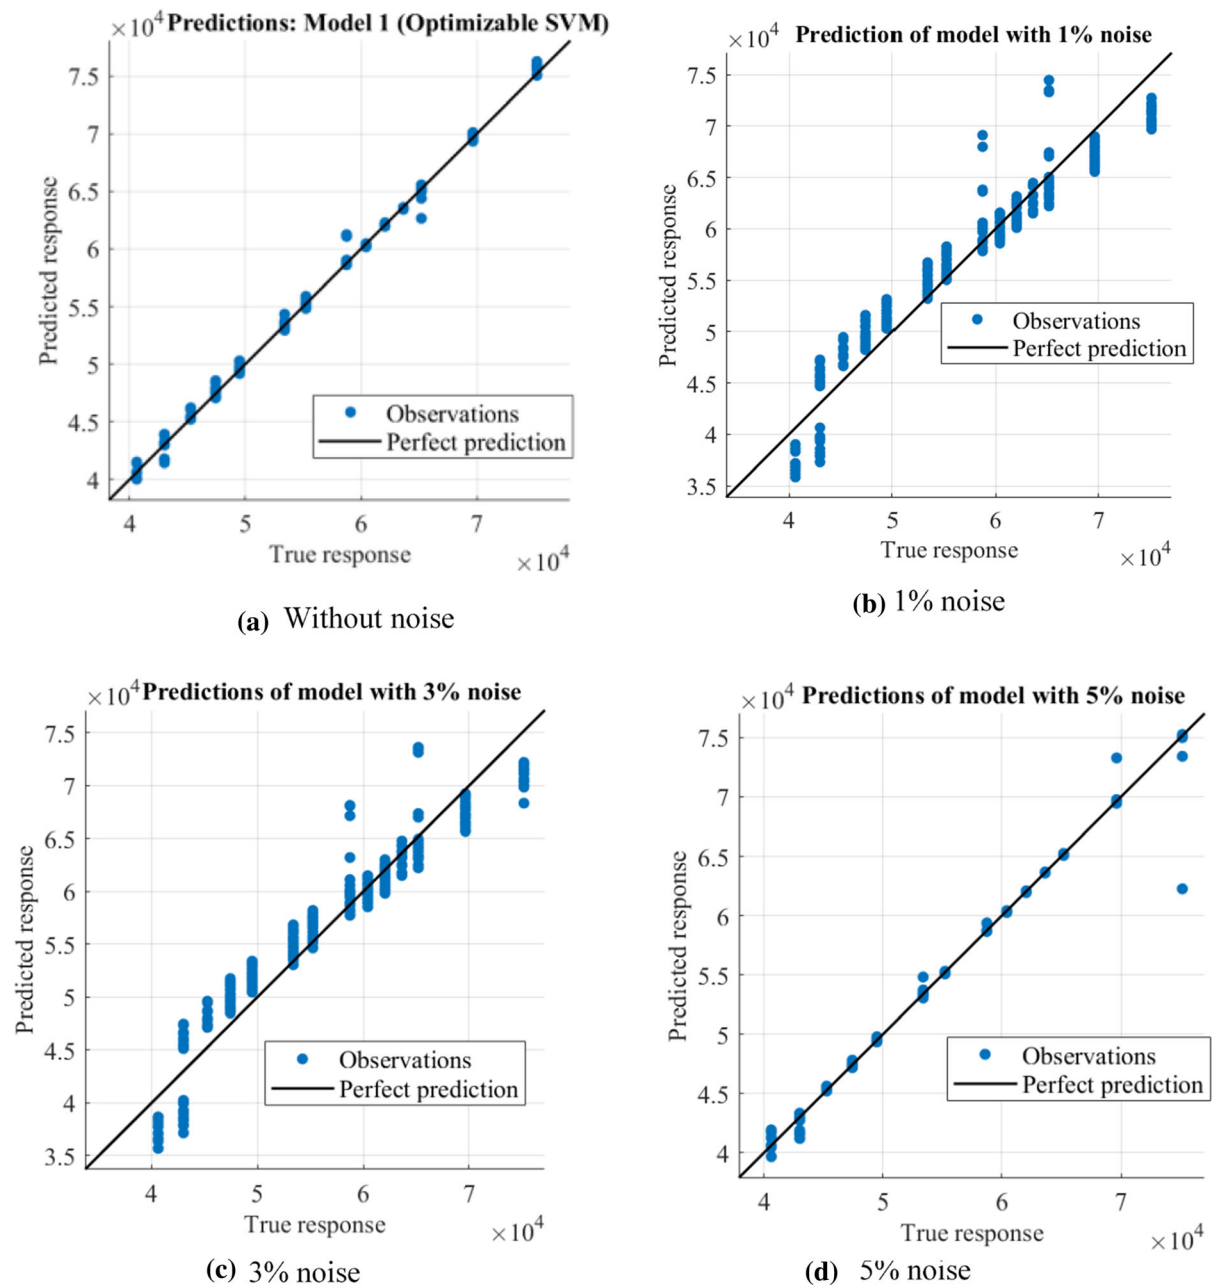 ×10⁴ Predictions: Model 1 (Optimizable SVM)
7.5
7
6.5
6
5.5
5
4.5
4
Predicted response
Observations
Perfect prediction
4 5 6 7
True response
×10⁴
(a) Without noise
×10⁴ Prediction of model with 1% noise
7.5
7
6.5
6
5.5
5
4.5
4
3.5
Predicted response
Observations
Perfect prediction
4 5 6 7
True response
×10⁴
(b) 1% noise
×10⁴ Predictions of model with 3% noise
7.5
7
6.5
6
5.5
5
4.5
4
3.5
Predicted response
Observations
Perfect prediction
4 5 6 7
True response
×10⁴
(c) 3% noise
×10⁴ Predictions of model with 5% noise
7.5
7
6.5
6
5.5
5
4.5
4
Predicted response
Observations
Perfect prediction
4 5 6 7
True response
×10⁴
(d) 5% noise